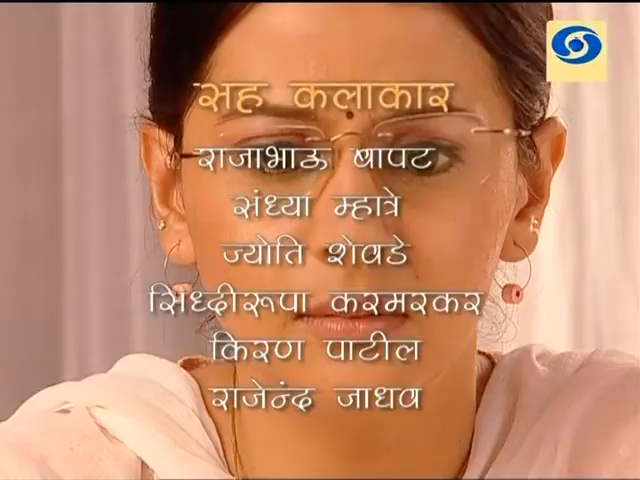 सह कलाकार
राजाभाऊ बापट
संध्या म्हात्रे
ज्योति शेवडे
सिध्दीरूपा करमरकर
किरण पाटील
राजेन्द जाधव